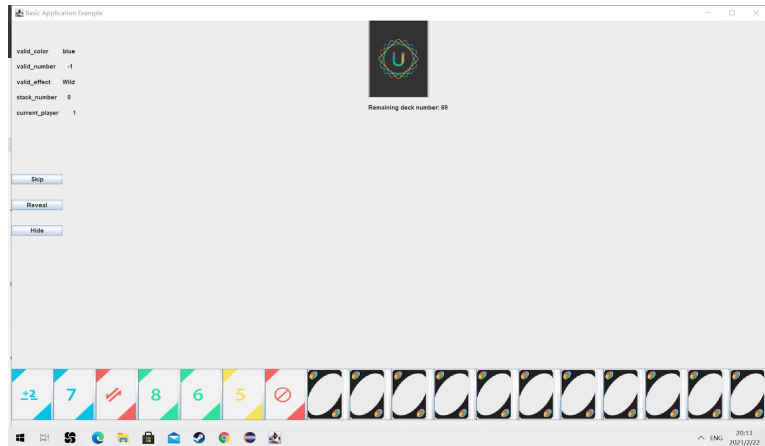 Basic Application Example
valid_color blue
valid_number -1
valid_effect Wild
stack_number 0
current_player 1
U
Remaining deck number: 69
Skip
Reveal
Hide
+2
7
8
6
5
ENG
20:13
2021/2/22